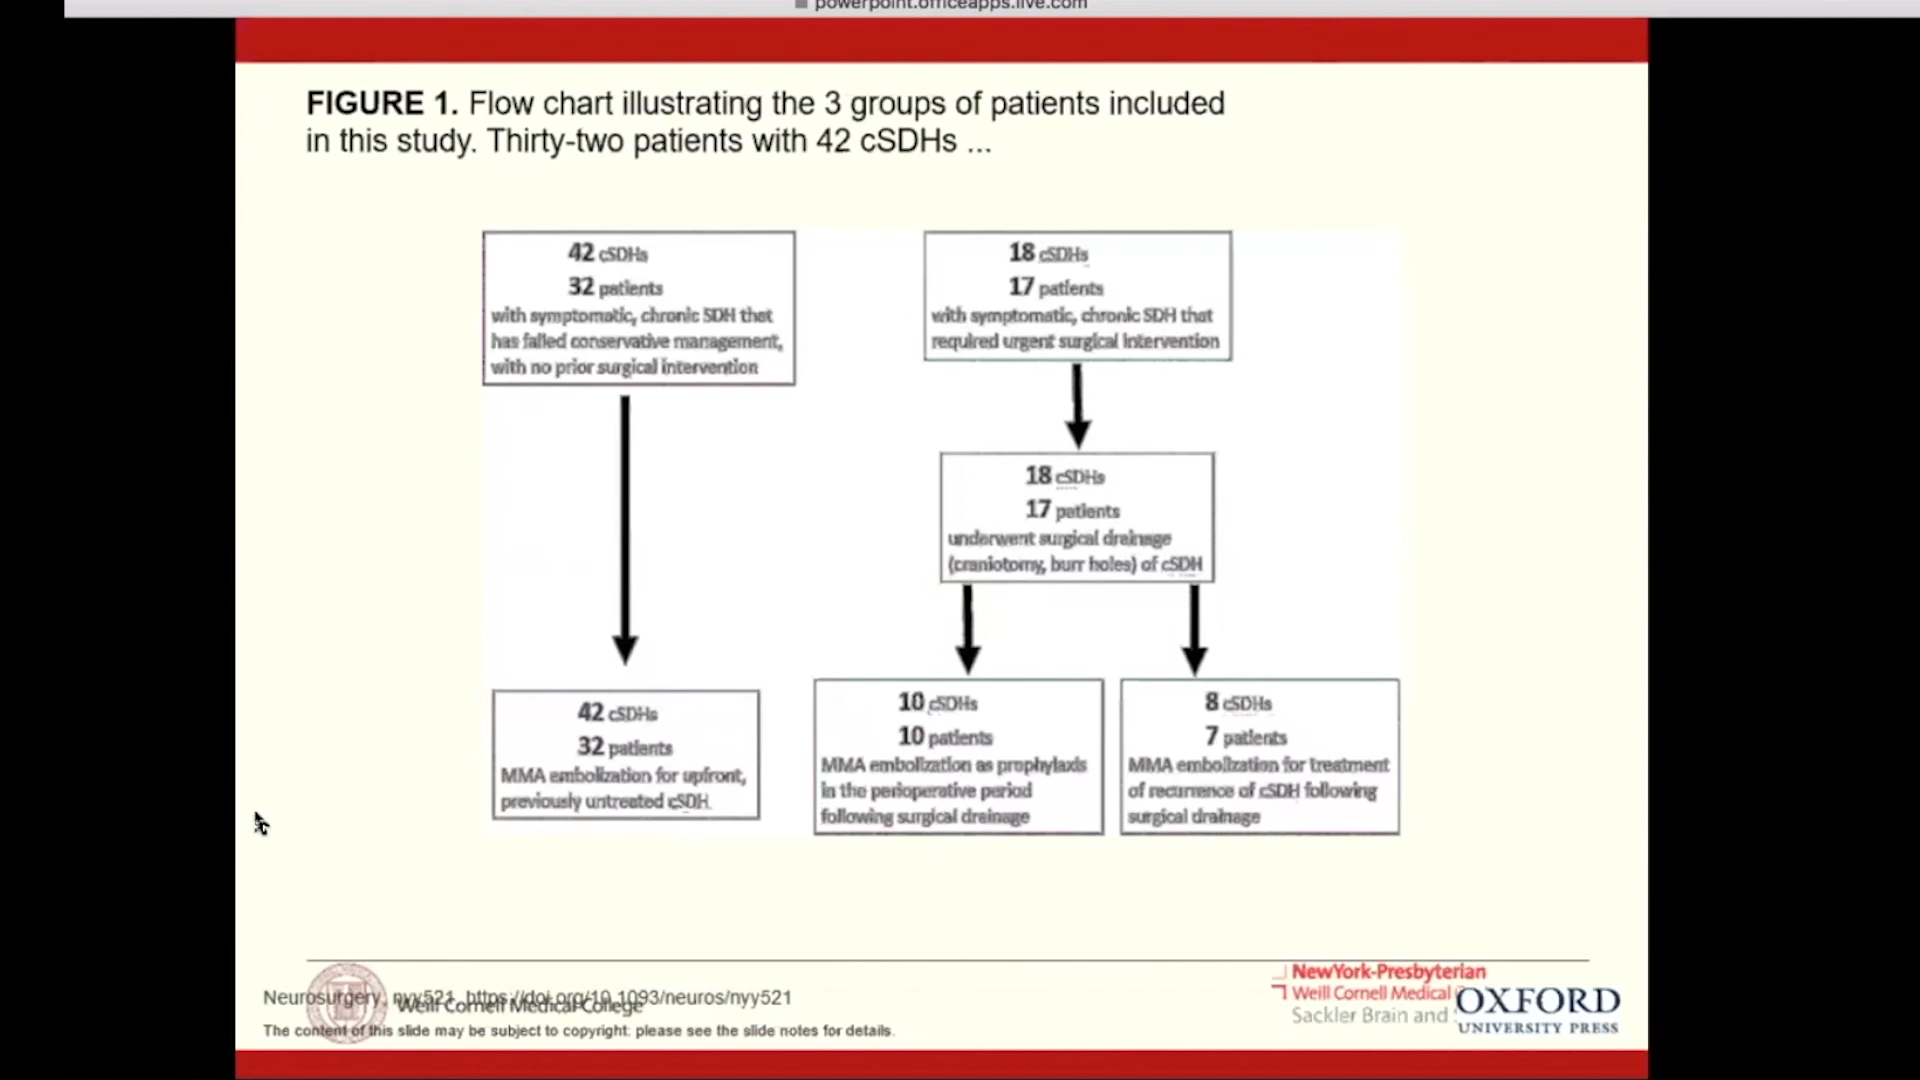 powerpoint.officeapps.live.com
FIGURE 1. Flow chart illustrating the 3 groups of patients included
in this study. Thirty-two patients with 42 cSDHs ...
42 cSDHs
32 patients
with symptomatic, chronic SDH that
has failed conservative management,
with no prior surgical intervention
18 cSDHs
17 patients
with symptomatic, chronic SDH that
required urgent surgical intervention
18 cSDHs
17 patients
underwent surgical drainage
(craniotomy, burr holes) of cSDH
42 cSDHs
32 patients
MMA embolization for upfront,
previously untreated cSDH
10 cSDHs
10 patients
MMA embolization as prophylaxis
in the perioperative period
following surgical drainage
8 cSDHs
7 patients
MMA embolization for treatment
of recurrence of cSDH following
surgical drainage
Neurosurgery, nyy521, https://doi.org/10.1093/neuros/nyy521
Weill Cornell Medical College
The content of this slide may be subject to copyright: please see the slide notes for details.
NewYork-Presbyterian
Weill Cornell Medical
Sackler Brain and
OXFORD
UNIVERSITY PRESS